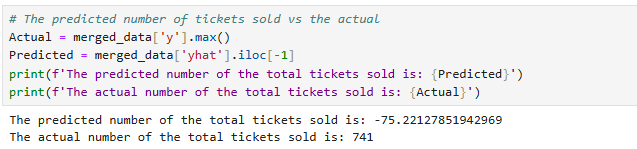 # The predicted number of tickets sold vs the actual
Actual = merged_data['y'].max()
Predicted = merged_data['yhat'].iloc[-1]
print(f'The predicted number of the total tickets sold is: {Predicted}')
print(f'The actual number of the total tickets sold is: {Actual}')
The predicted number of the total tickets sold is: -75.22127851942969
The actual number of the total tickets sold is: 741